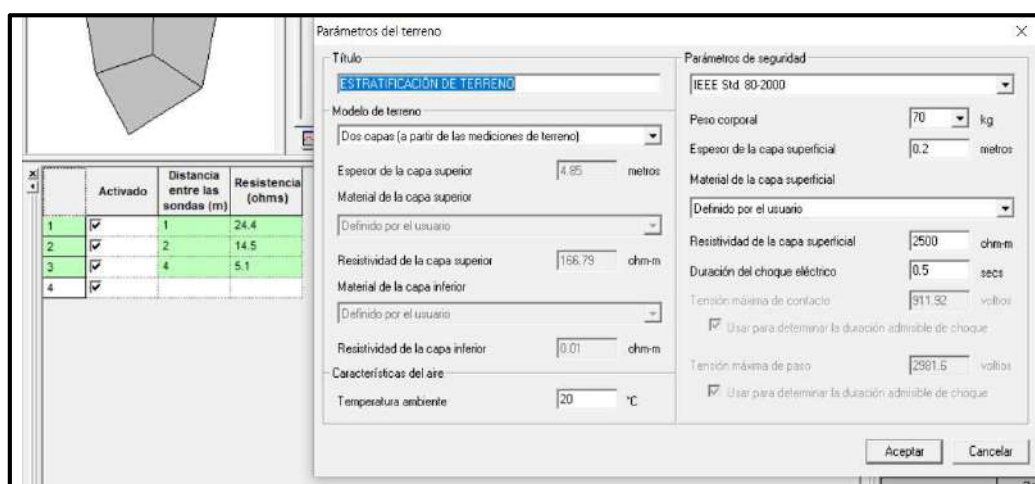 Parámetros del terreno
Título
ESTRATIFICACIÓN DE TERRENO
Modelo de terreno
Dos capas (a partir de las mediciones de terreno)
Espesor de la capa superior 4.85 metros
Material de la capa superior
Definido por el usuario
Resistividad de la capa superior 166.79 ohm-m
Material de la capa inferior
Definido por el usuario
Resistividad de la capa inferior 0.01 ohm-m
Características del aire
Temperatura ambiente 20 °C
Parámetros de seguridad
IEEE Std. 80-2000
Peso corporal 70 kg
Espesor de la capa superficial 0.2 metros
Material de la capa superficial
Definido por el usuario
Resistividad de la capa superficial 2500 ohm-m
Duración del choque eléctrico 0.5 secs
Tensión máxima de contacto 911.92 voltios
Usar para determinar la duración admisible de choque
Tensión máxima de paso 2981.6 voltios
Usar para determinar la duración admisible de choque
Aceptar Cancelar
Activado Distancia entre las sondas (m) Resistencia (ohms)
1 1 24.4
2 2 14.5
3 4 5.1
4